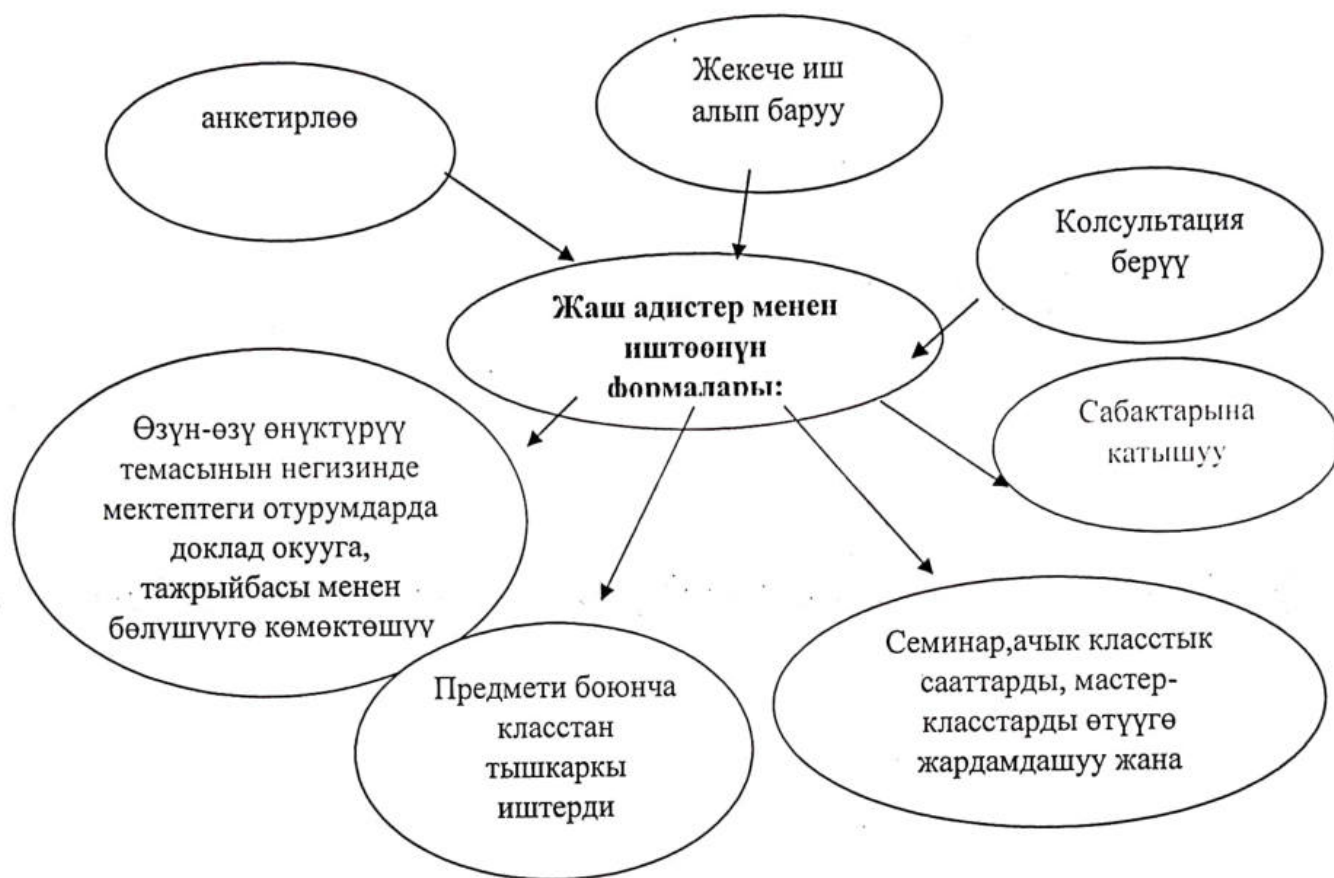 анкетирлөө
Жекече иш
алып баруу
Колсультация
берүү
Жаш адистер менен
иштөөнүн
формалары:
Сабактарына
катышуу
Өзүн-өзү өнүктүрүү
темасынын негизинде
мектептеги отурумдарда
доклад окууга,
тажрыйбасы менен
бөлүшүүгө көмөктөшүү
Предмети боюнча
класстан
тышкаркы
иштерди
Семинар,ачык класстык
сааттарды, мастер-
класстарды өтүүгө
жардамдашуу жана